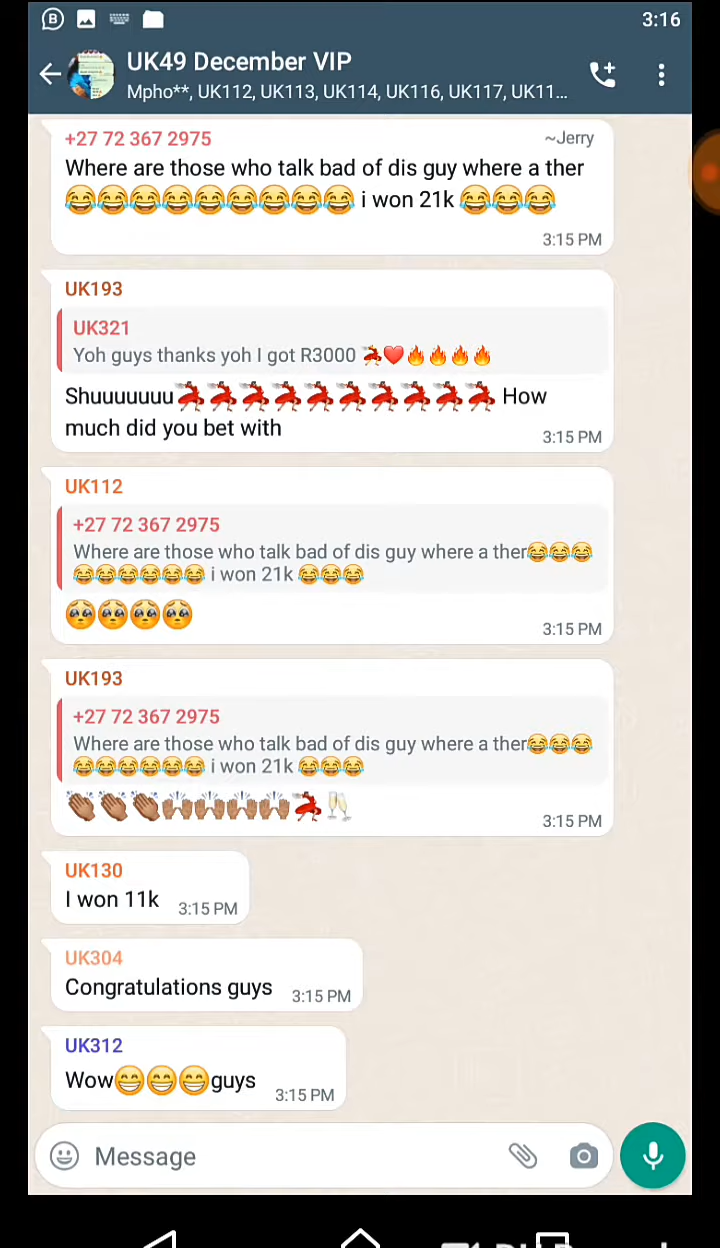 3:16
UK49 December VIP
Mpho**, UK112, UK113, UK114, UK116, UK117, UK11...
+27 72 367 2975 ~Jerry
Where are those who talk bad of dis guy where a ther
😂😂😂😂😂😂😂😂😂 i won 21k 😂😂😂
3:15 PM
UK193
UK321
Yoh guys thanks yoh I got R3000 💃❤️🔥🔥🔥🔥
Shuuuuuuu💃💃💃💃💃💃💃💃💃💃 How
much did you bet with
3:15 PM
UK112
+27 72 367 2975
Where are those who talk bad of dis guy where a ther😂😂😂
😂😂😂😂😂😂 i won 21k 😂😂😂
🥺🥺🥺🥺
3:15 PM
UK193
+27 72 367 2975
Where are those who talk bad of dis guy where a ther😂😂😂
😂😂😂😂😂😂 i won 21k 😂😂😂
👏🏽👏🏽👏🏽🙌🏽🙌🏽🙌🏽🙌🏽💃🥂
3:15 PM
UK130
I won 11k 3:15 PM
UK304
Congratulations guys 3:15 PM
UK312
Wow😁😁😁guys 3:15 PM
Message